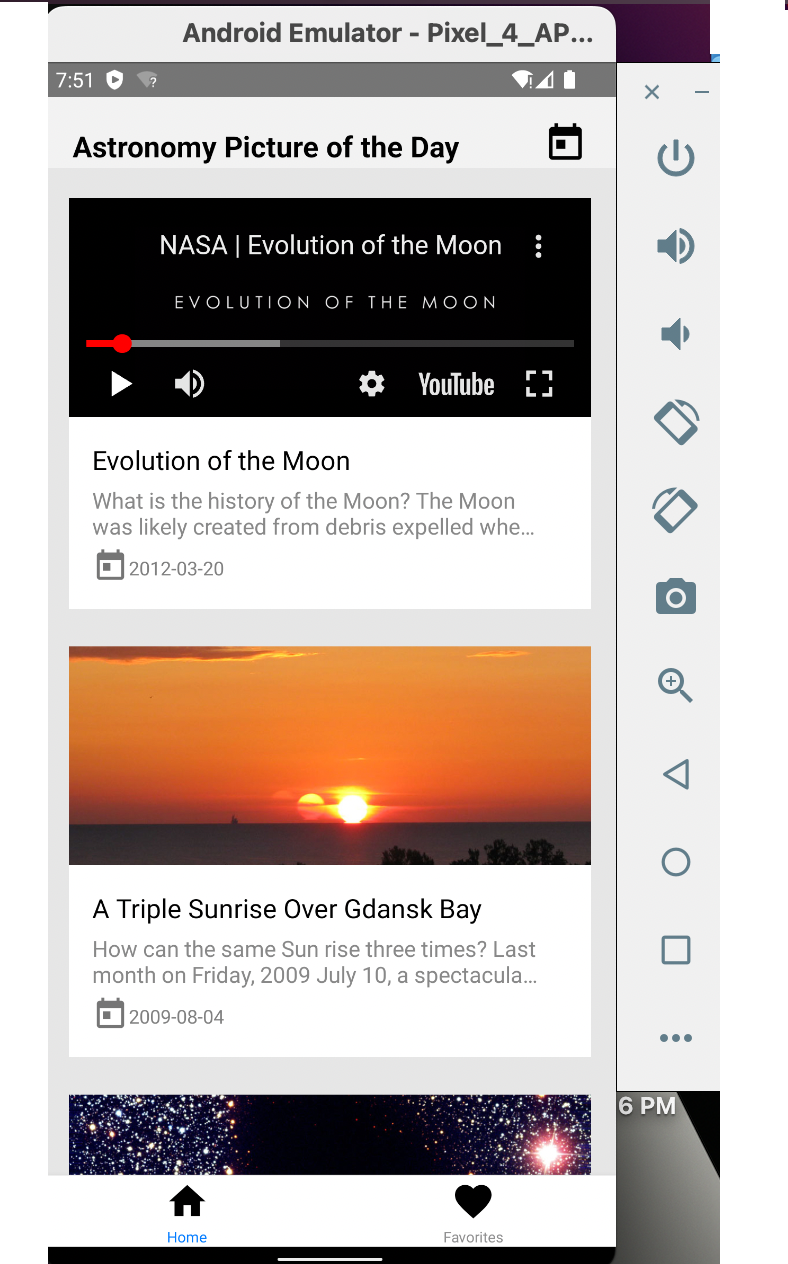 Android Emulator - Pixel_4_AP...
7:51
Astronomy Picture of the Day
NASA | Evolution of the Moon
EVOLUTION OF THE MOON
YouTube
Evolution of the Moon
What is the history of the Moon? The Moon
was likely created from debris expelled whe...
2012-03-20
A Triple Sunrise Over Gdansk Bay
How can the same Sun rise three times? Last
month on Friday, 2009 July 10, a spectacula...
2009-08-04
6 PM
Home
Favorites